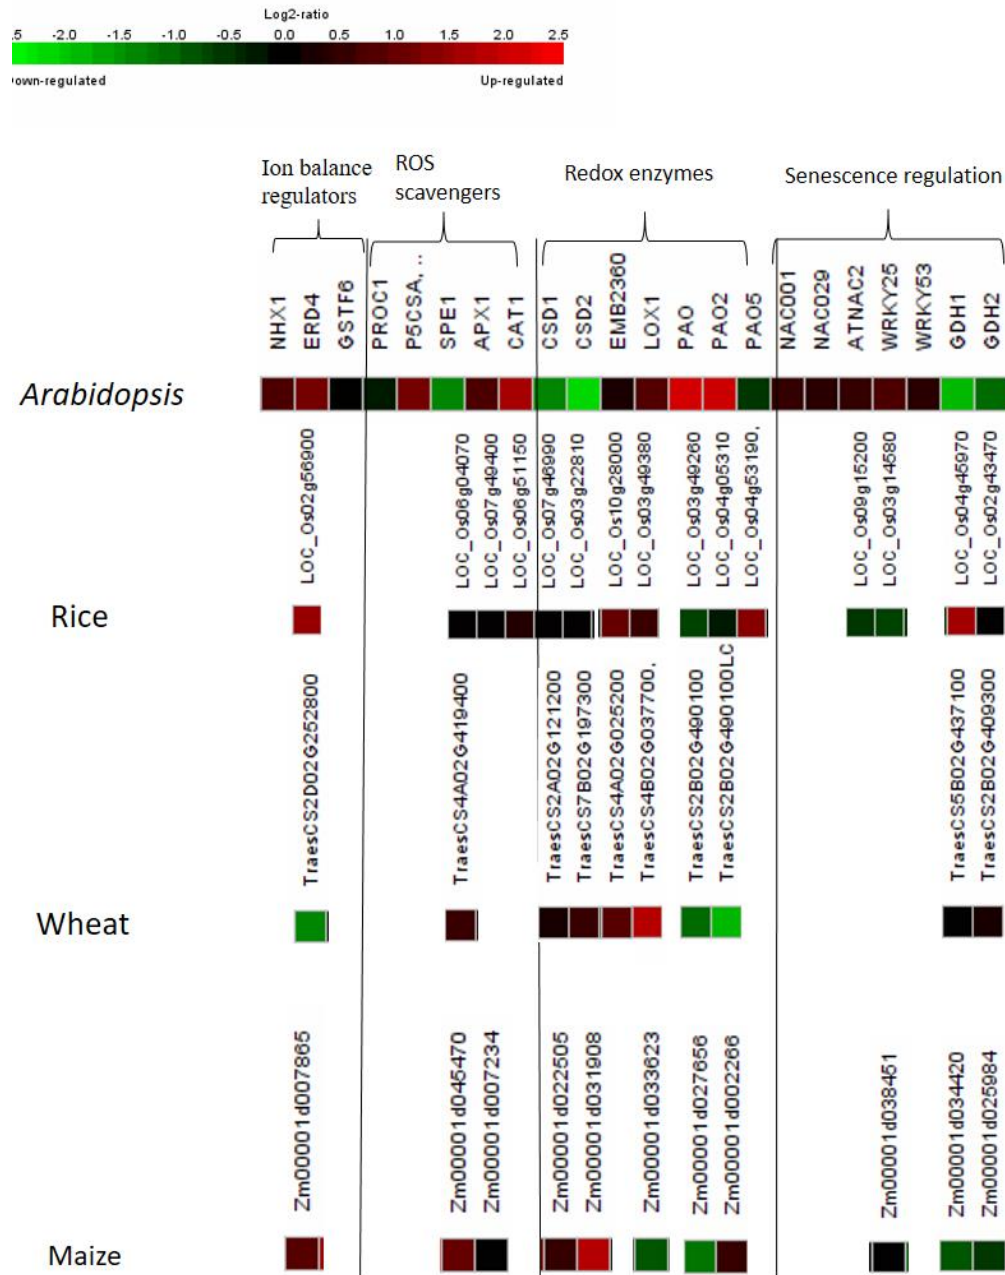 Log2-ratio
.5 -2.0 -1.5 -1.0 -0.5 0.0 0.5 1.0 1.5 2.0 2.5
own-regulated Up-regulated
Ion balance regulators
ROS scavengers
Redox enzymes
Senescence regulation
NHX1
ERD4
GSTF6
PROC1
P5CSA, ..
SPE1
APX1
CAT1
CSD1
CSD2
EMB2360
LOX1
PAO
PAO2
PAO5
NAC001
NAC029
ATNAC2
WRKY25
WRKY53
GDH1
GDH2
Arabidopsis
LOC_Os02g56900
LOC_Os06g04070
LOC_Os07g49400
LOC_Os06g51150
LOC_Os07g46990
LOC_Os03g22810
LOC_Os10g28000
LOC_Os03g49380
LOC_Os03g49260
LOC_Os04g05310
LOC_Os04g53190,
LOC_Os09g15200
LOC_Os03g14580
LOC_Os04g45970
LOC_Os02g43470
Rice
TraesCS2D02G252800
TraesCS4A02G419400
TraesCS2A02G121200
TraesCS7B02G197300
TraesCS4A02G025200
TraesCS4B02G037700,
TraesCS2B02G490100
TraesCS2B02G490100LC
TraesCS5B02G437100
TraesCS2B02G409300
Wheat
Zm00001d007865
Zm00001d045470
Zm00001d007234
Zm00001d022505
Zm00001d031908
Zm00001d033623
Zm00001d027656
Zm00001d002266
Zm00001d038451
Zm00001d034420
Zm00001d025984
Maize